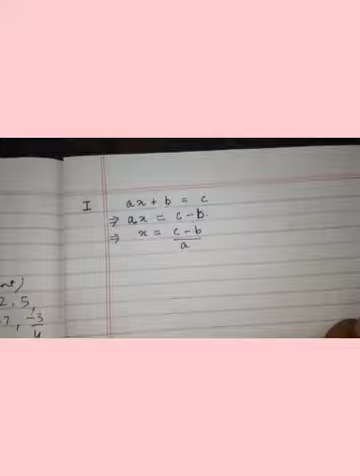 I ax + b = c
⇒ ax = c - b.
⇒ x = c - b / a
2, 5,
-3/4